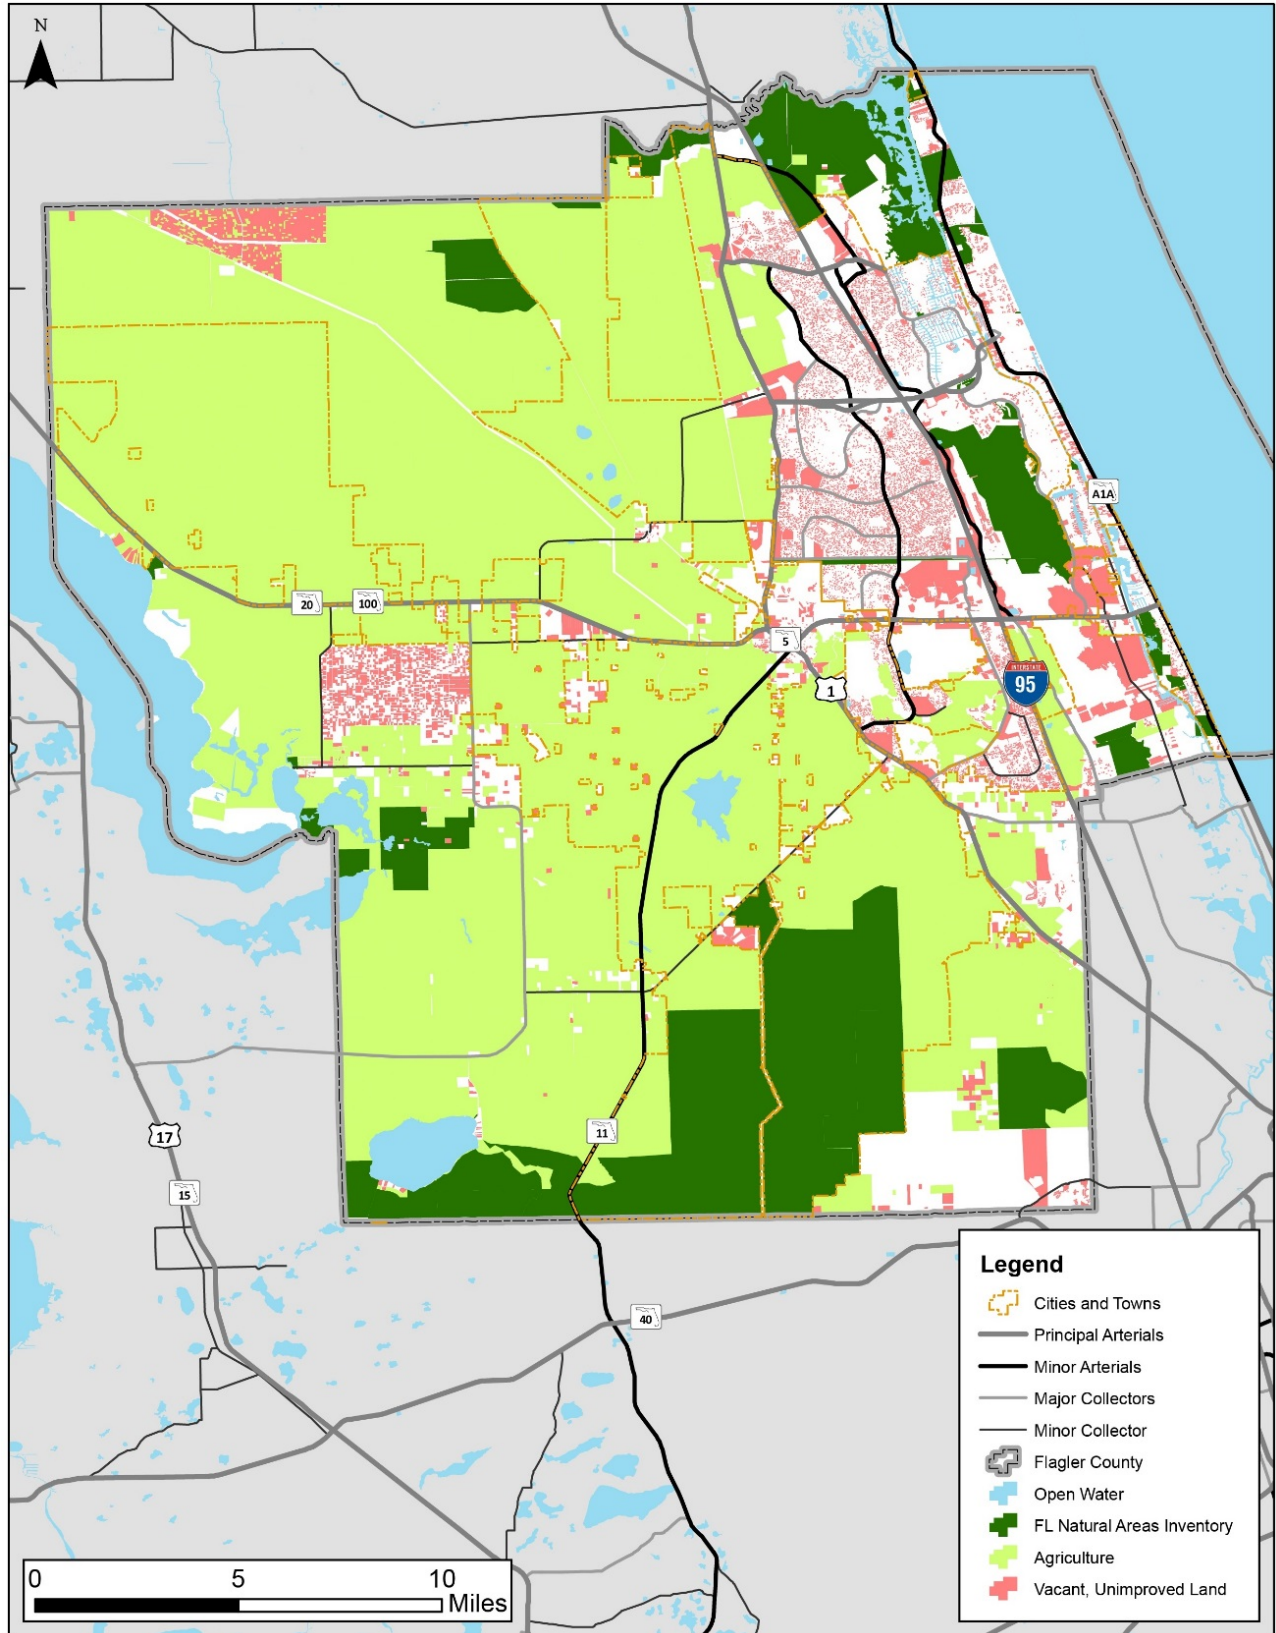 N
A1A
20
100
5
1
INTERSTATE
95
11
17
15
40
Legend
Cities and Towns
Principal Arterials
Minor Arterials
Major Collectors
Minor Collector
Flagler County
Open Water
FL Natural Areas Inventory
Agriculture
Vacant, Unimproved Land
0 5 10
Miles